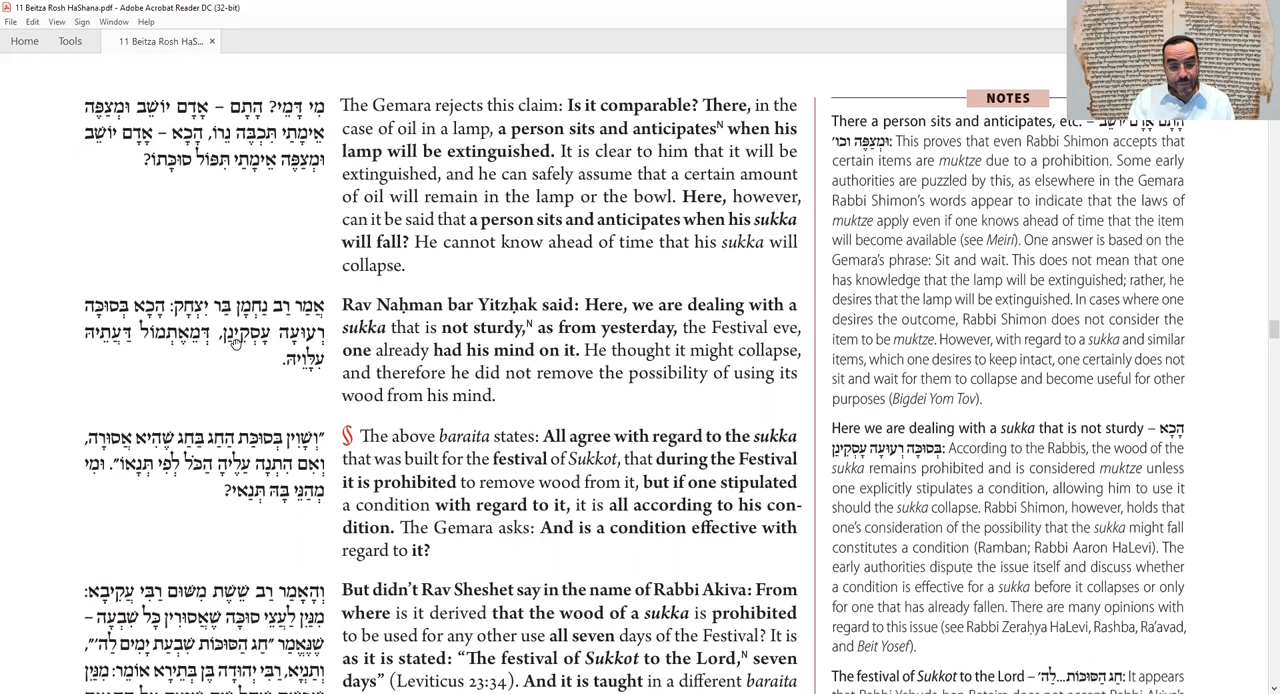 11 Beitza Rosh HaShana.pdf - Adobe Acrobat Reader DC (32-bit)
File Edit View Sign Window Help
Home Tools 11 Beitza Rosh HaS... ×
מִי דָּמֵי? הָתָם – אָדָם יוֹשֵׁב וּמְצַפֶּה
אֵימָתַי תִּכְבֶּה נֵרוֹ, הָכָא – אָדָם יוֹשֵׁב
וּמְצַפֶּה אֵימָתַי תִּפּוֹל סוּכָּתוֹ?
אָמַר רַב נַחְמָן בַּר יִצְחָק: הָכָא בְּסוּכָּה
רְעוּעָה עָסְקִינַן, דְּמֵאֶתְמוֹל דַּעְתֵּיהּ
עִלָּוֵיהּ.
"וְשָׁוִין בְּסוּכַּת הַחַג בֶּחָג שֶׁהִיא אֲסוּרָה,
וְאִם הִתְנָה עָלֶיהָ הַכֹּל לְפִי תְּנָאוֹ". וּמִי
מַהֲנֵי בָּהּ תְּנַאי?
וְהָאָמַר רַב שֵׁשֶׁת מִשּׁוּם רַבִּי עֲקִיבָא:
מִנַּיִן לַעֲצֵי סוּכָּה שֶׁאֲסוּרִין כָּל שִׁבְעָה –
שֶׁנֶּאֱמַר "חַג הַסּוּכּוֹת שִׁבְעַת יָמִים לַה'",
וְתַנְיָא, רַבִּי יְהוּדָה בֶּן בְּתֵירָא אוֹמֵר: מִנַּיִן
The Gemara rejects this claim: Is it comparable? There, in the
case of oil in a lamp, a person sits and anticipatesᴺ when his
lamp will be extinguished. It is clear to him that it will be
extinguished, and he can safely assume that a certain amount
of oil will remain in the lamp or the bowl. Here, however,
can it be said that a person sits and anticipates when his sukka
will fall? He cannot know ahead of time that his sukka will
collapse.
Rav Naḥman bar Yitzḥak said: Here, we are dealing with a
sukka that is not sturdy,ᴺ as from yesterday, the Festival eve,
one already had his mind on it. He thought it might collapse,
and therefore he did not remove the possibility of using its
wood from his mind.
§ The above baraita states: All agree with regard to the sukka
that was built for the festival of Sukkot, that during the Festival
it is prohibited to remove wood from it, but if one stipulated
a condition with regard to it, it is all according to his con-
dition. The Gemara asks: And is a condition effective with
regard to it?
But didn't Rav Sheshet say in the name of Rabbi Akiva: From
where is it derived that the wood of a sukka is prohibited
to be used for any other use all seven days of the Festival? It is
as it is stated: "The festival of Sukkot to the Lord,ᴺ seven
days" (Leviticus 23:34). And it is taught in a different baraita
NOTES
There a person sits and anticipates, etc. – הָתָם אָדָם יוֹשֵׁב
וּמְצַפֶּה וכו׳: This proves that even Rabbi Shimon accepts that
certain items are muktze due to a prohibition. Some early
authorities are puzzled by this, as elsewhere in the Gemara
Rabbi Shimon's words appear to indicate that the laws of
muktze apply even if one knows ahead of time that the item
will become available (see Meiri). One answer is based on the
Gemara's phrase: Sit and wait. This does not mean that one
has knowledge that the lamp will be extinguished; rather, he
desires that the lamp will be extinguished. In cases where one
desires the outcome, Rabbi Shimon does not consider the
item to be muktze. However, with regard to a sukka and similar
items, which one desires to keep intact, one certainly does not
sit and wait for them to collapse and become useful for other
purposes (Bigdei Yom Tov).
Here we are dealing with a sukka that is not sturdy – הָכָא
בְּסוּכָּה רְעוּעָה עָסְקִינַן: According to the Rabbis, the wood of the
sukka remains prohibited and is considered muktze unless
one explicitly stipulates a condition, allowing him to use it
should the sukka collapse. Rabbi Shimon, however, holds that
one's consideration of the possibility that the sukka might fall
constitutes a condition (Ramban; Rabbi Aaron HaLevi). The
early authorities dispute the issue itself and discuss whether
a condition is effective for a sukka before it collapses or only
for one that has already fallen. There are many opinions with
regard to this issue (see Rabbi Zeraḥya HaLevi, Rashba, Ra'avad,
and Beit Yosef).
The festival of Sukkot to the Lord – חַג הַסּוּכּוֹת...לַה': It appears